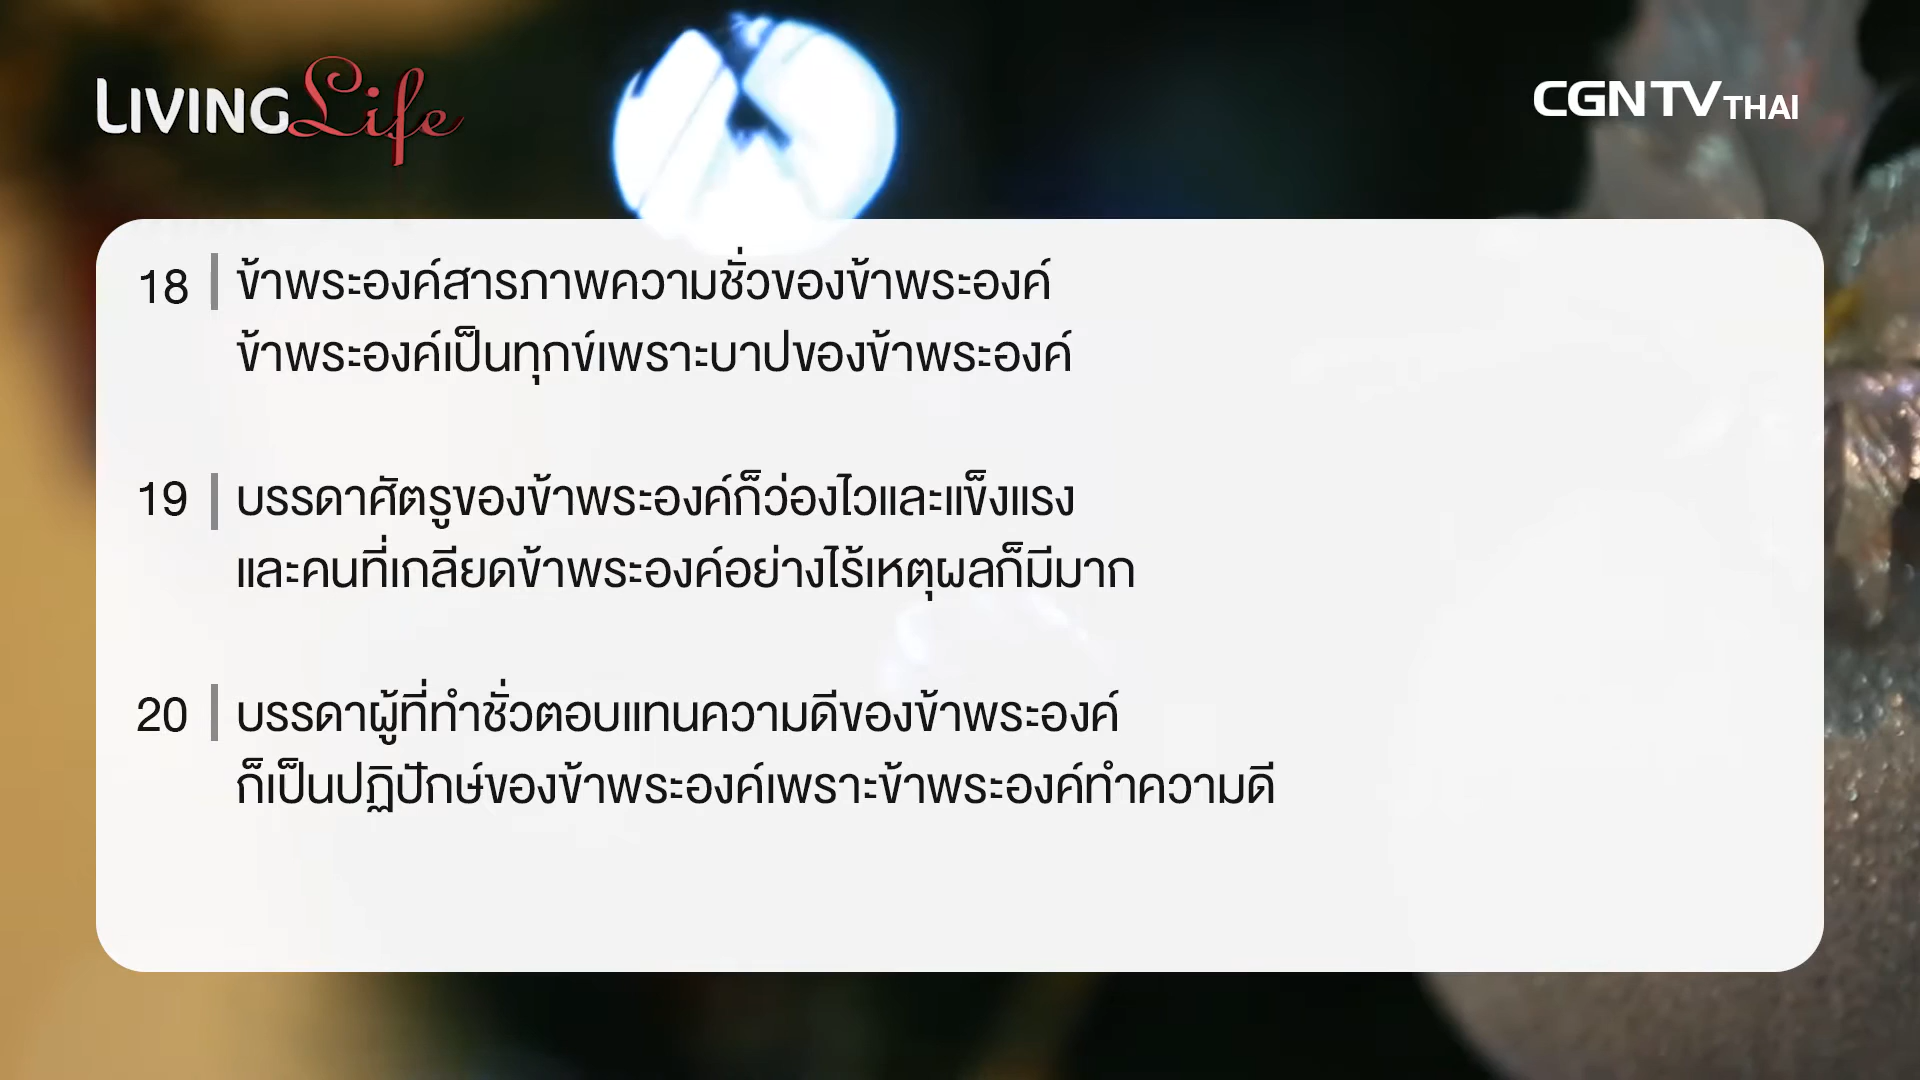 LIVING Life
CGNTV THAI
18 ข้าพระองค์สารภาพความชั่วของข้าพระองค์
ข้าพระองค์เป็นทุกข์เพราะบาปของข้าพระองค์
19 บรรดาศัตรูของข้าพระองค์ก็ว่องไวและแข็งแรง
และคนที่เกลียดข้าพระองค์อย่างไร้เหตุผลก็มีมาก
20 บรรดาผู้ที่ทำชั่วตอบแทนความดีของข้าพระองค์
ก็เป็นปฏิปักษ์ของข้าพระองค์เพราะข้าพระองค์ทำความดี